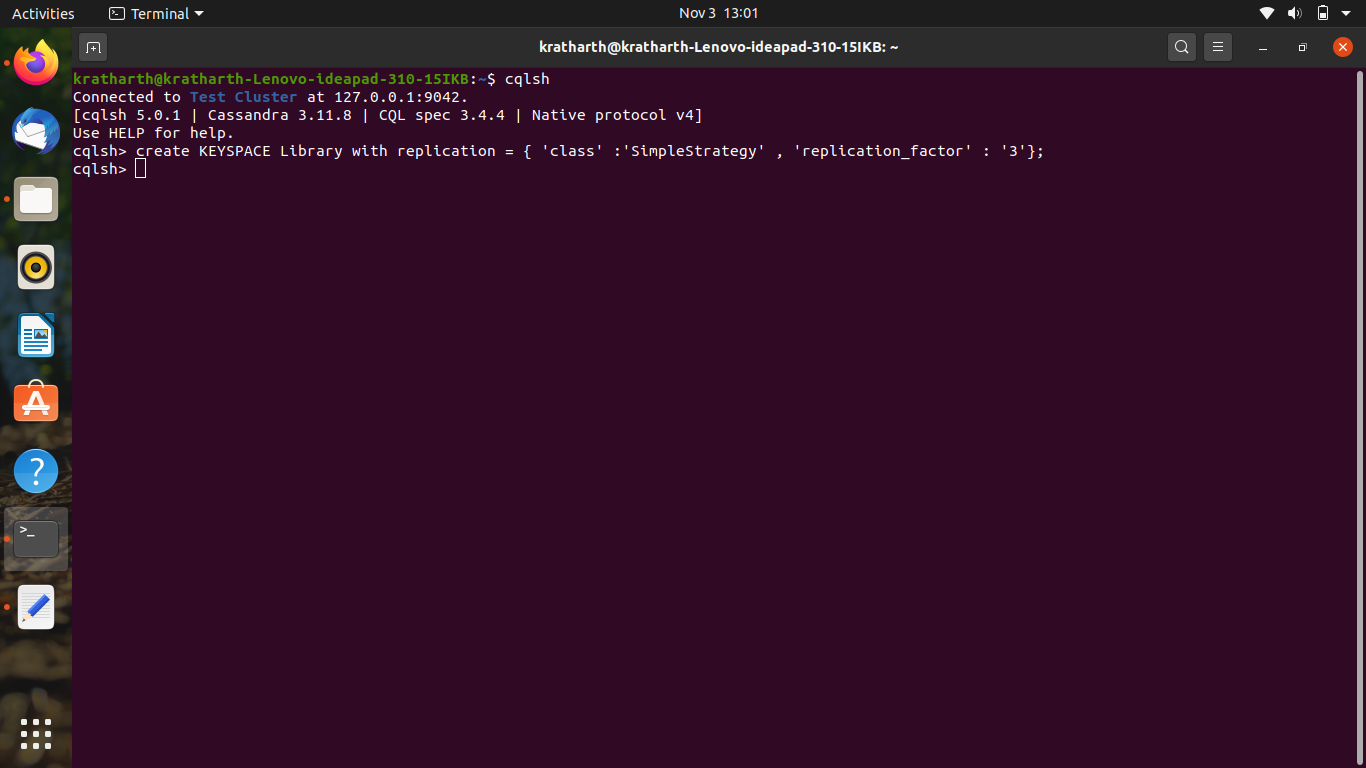 Activities
Terminal
Nov 3 13:01
kratharth@kratharth-Lenovo-ideapad-310-15IKB: ~
kratharth@kratharth-Lenovo-ideapad-310-15IKB:~$ cqlsh
Connected to Test Cluster at 127.0.0.1:9042.
[cqlsh 5.0.1 | Cassandra 3.11.8 | CQL spec 3.4.4 | Native protocol v4]
Use HELP for help.
cqlsh> create KEYSPACE Library with replication = { 'class' :'SimpleStrategy' , 'replication_factor' : '3'};
cqlsh>